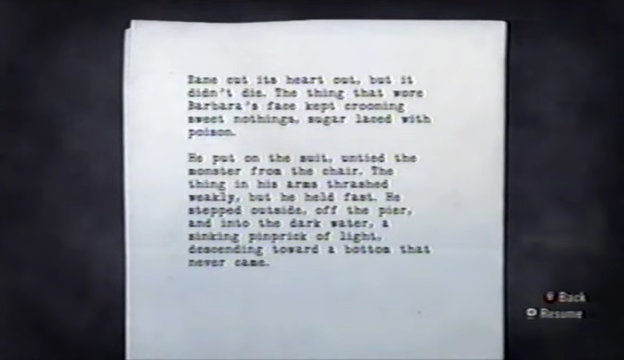 Zane cut its heart out, but it
didn't die. The thing that wore
Barbara's face kept crooning
sweet nothings, sugar laced with
poison.
He put on the suit, untied the
monster from the chair. The
thing in his arms thrashed
weakly, but he held fast. He
stepped outside, off the pier,
and into the dark water, a
sinking pinprick of light,
descending toward a bottom that
never came.
Back
Resume